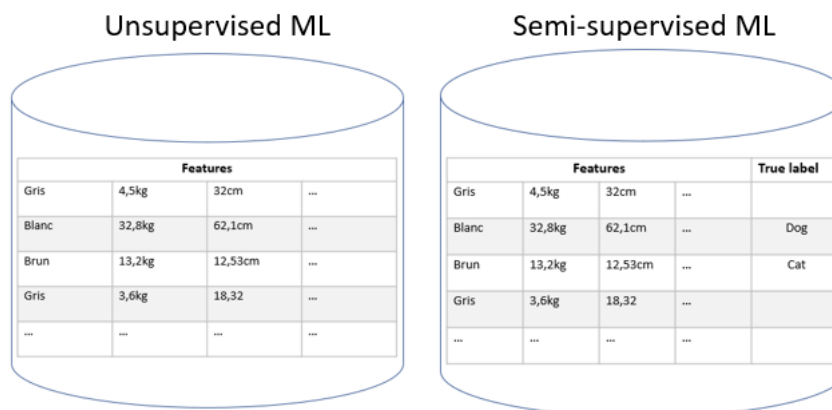 Unsupervised ML
Features
Gris 4,5kg 32cm ...
Blanc 32,8kg 62,1cm ...
Brun 13,2kg 12,53cm ...
Gris 3,6kg 18,32 ...
... ... ... ...
Semi-supervised ML
Features True label
Gris 4,5kg 32cm ...
Blanc 32,8kg 62,1cm ... Dog
Brun 13,2kg 12,53cm ... Cat
Gris 3,6kg 18,32 ...
... ... ... ...